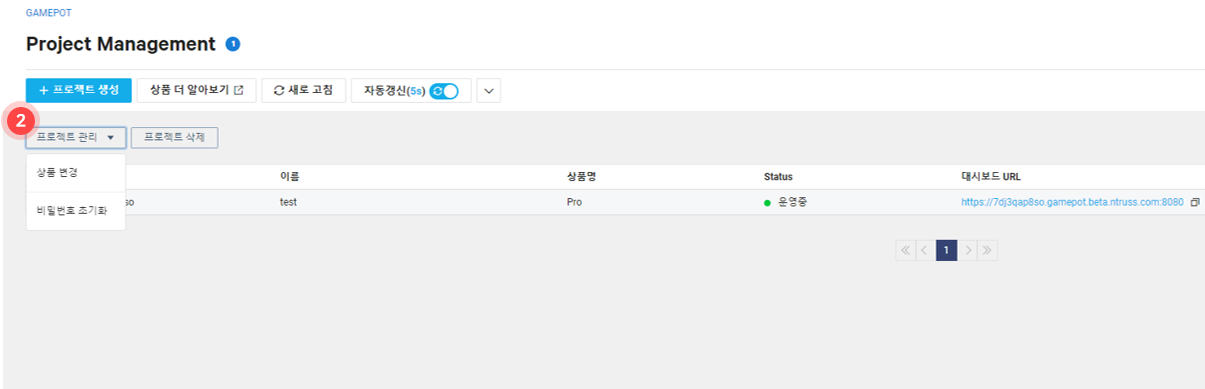 GAMEPOT
Project Management 1
+ 프로젝트 생성 상품 더 알아보기 새로 고침 자동갱신(5s)
2
프로젝트 관리 프로젝트 삭제
상품 변경
비밀번호 초기화
이름 상품명 Status 대시보드 URL
so test Pro 운영중 https://7dj3qap8so.gamepot.beta.ntruss.com:8080
1